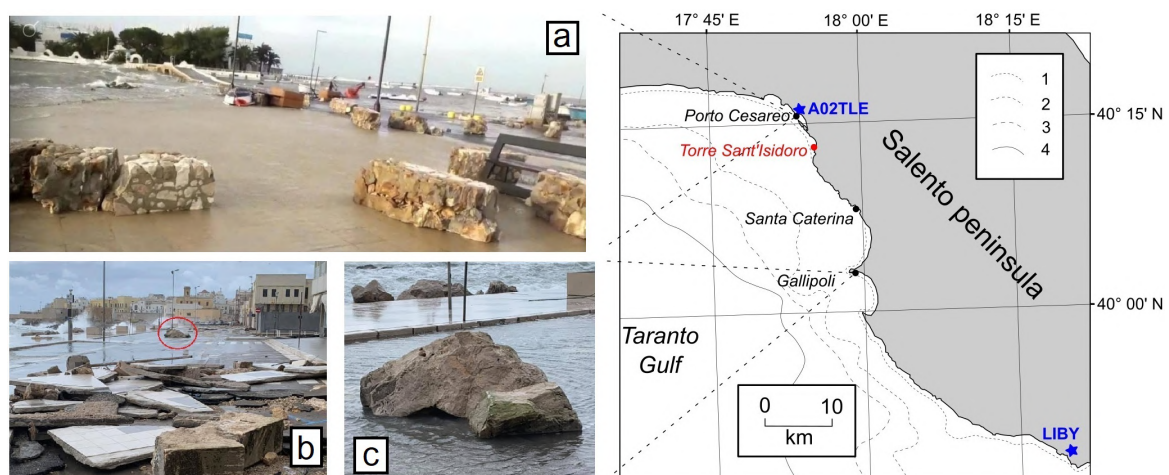 a
b
c
17°45' E
18°00' E
18°15' E
1
2
3
4
A02TLE
Porto Cesareo
40°15' N
Torre Sant'Isidoro
Salento peninsula
Santa Caterina
Gallipoli
40°00' N
Taranto
Gulf
0 10
km
LIBY